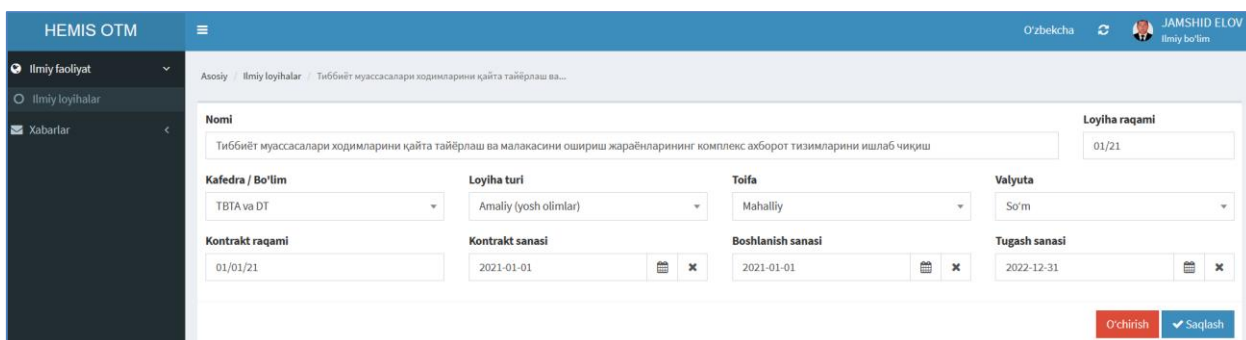 HEMIS OTM
O'zbekcha
JAMSHID ELOV
Ilmiy bo'lim
Ilmiy faoliyat
Ilmiy loyihalar
Xabarlar
Asosiy / Ilmiy loyihalar / Тиббиёт муассасалари ходимларини қайта тайёрлаш ва...
Nomi Loyiha raqami
Тиббиёт муассасалари ходимларини қайта тайёрлаш ва малакасини ошириш жараёнларининг комплекс ахборот тизимларини ишлаб чиқиш 01/21
Kafedra / Bo'lim Loyiha turi Toifa Valyuta
TBTA va DT Amaliy (yosh olimlar) Mahalliy So'm
Kontrakt raqami Kontrakt sanasi Boshlanish sanasi Tugash sanasi
01/01/21 2021-01-01 2021-01-01 2022-12-31
O'chirish Saqlash